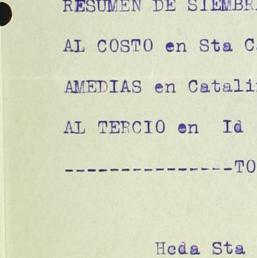 RESUMEN DE SIEMBR
AL COSTO en Sta C
AMEDIAS en Catali
AL TERCIO en Id
---------------TO
Hcda Sta